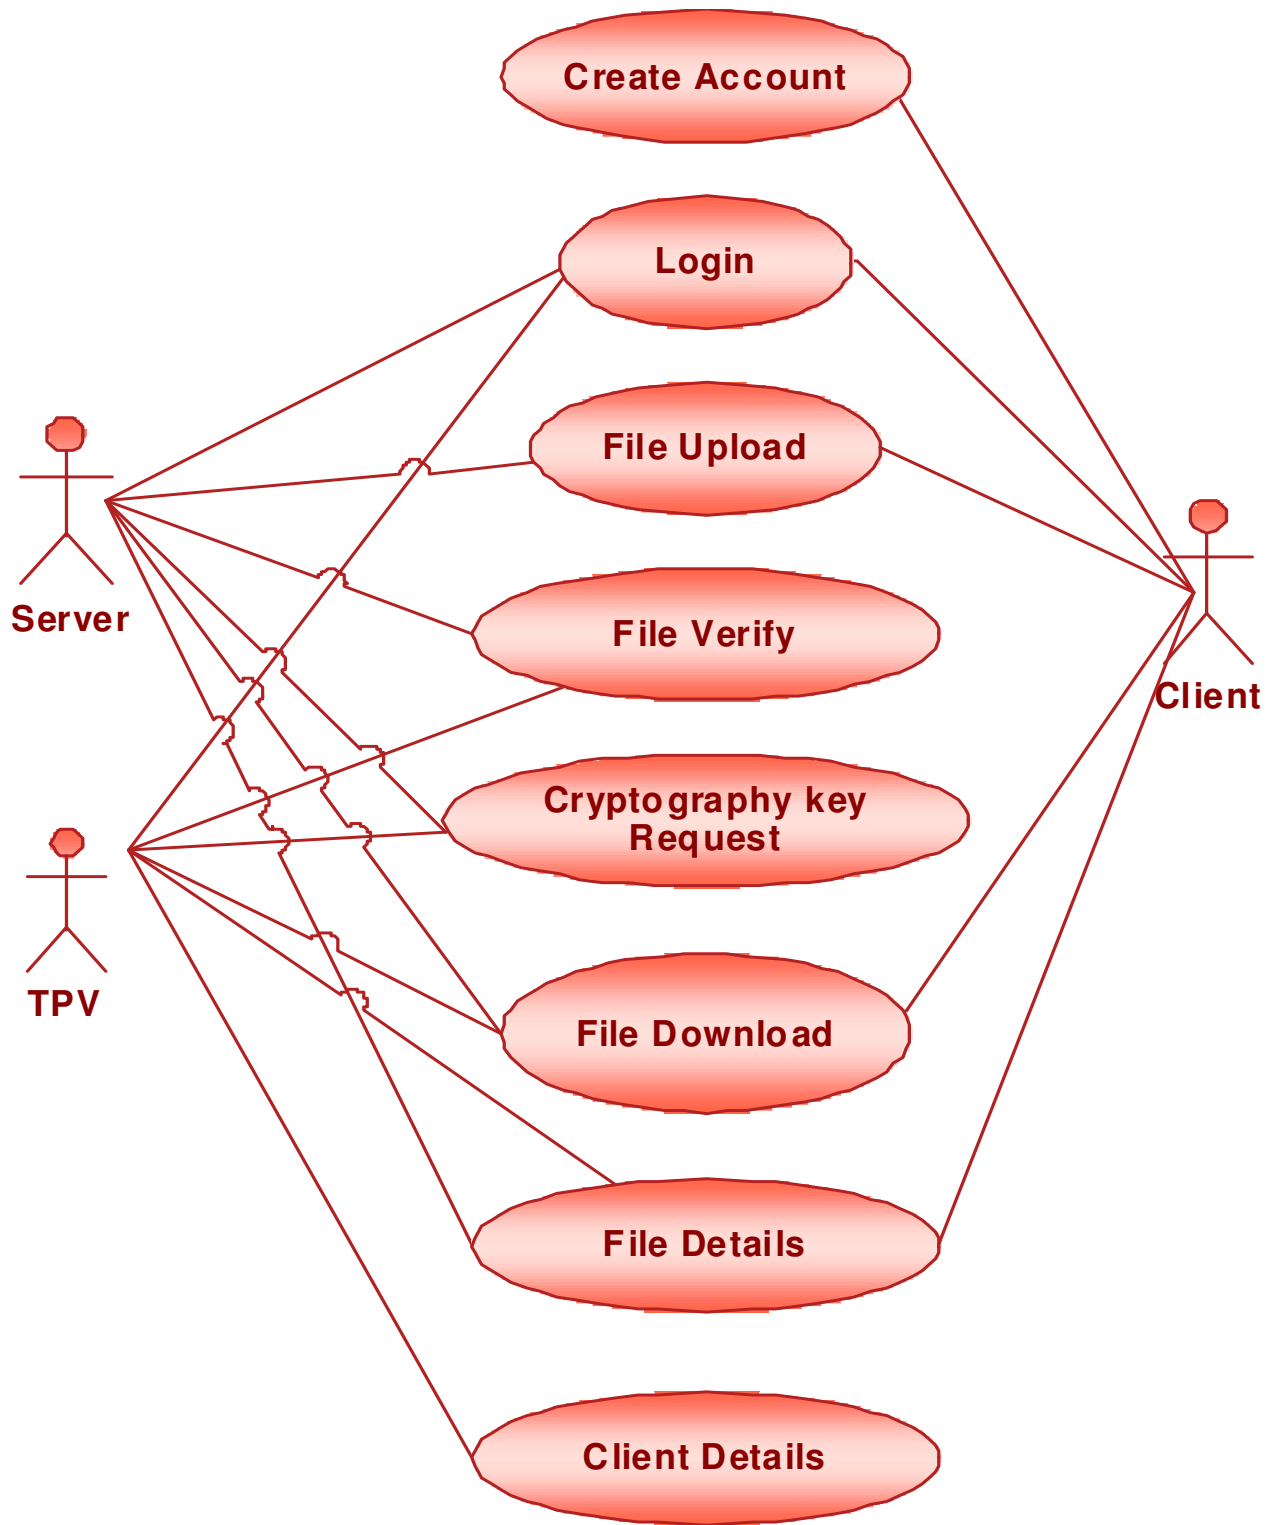 Create Account
Login
File Upload
Server
File Verify
Client
Cryptography key
Request
TPV
File Download
File Details
Client Details